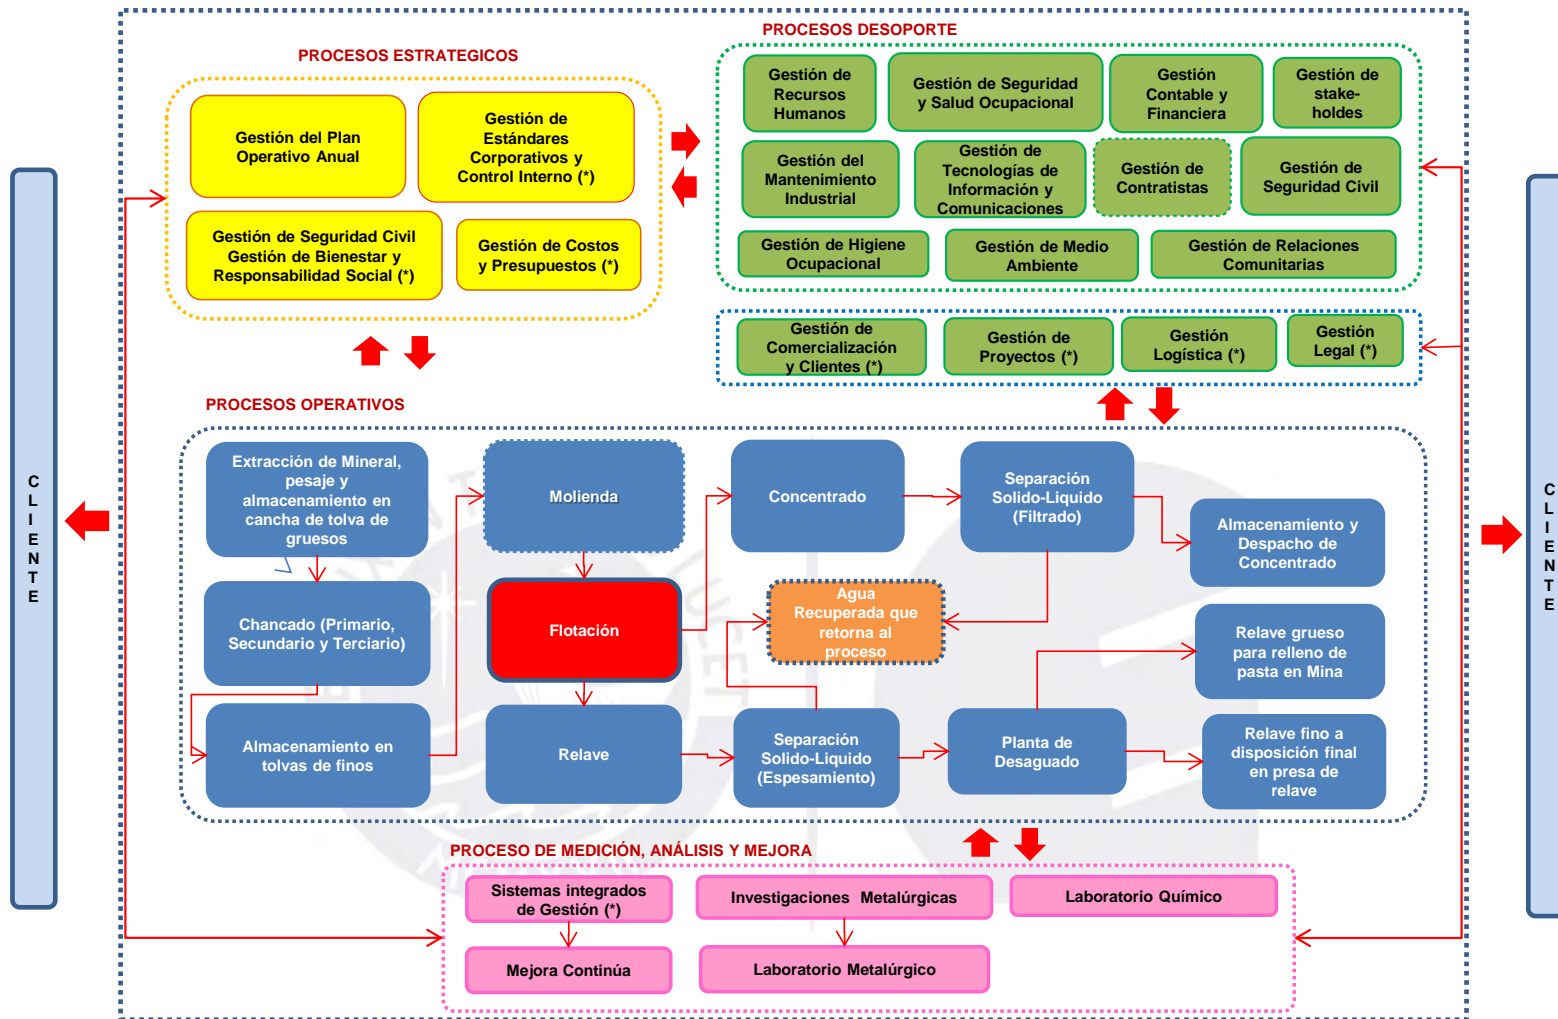 PROCESOS DESOPORTE
PROCESOS ESTRATEGICOS
Gestión del Plan
Operativo Anual
Gestión de
Estándares
Corporativos y
Control Interno (*)
Gestión de Seguridad Civil
Gestión de Bienestar y
Responsabilidad Social (*)
Gestión de Costos
y Presupuestos (*)
Gestión de
Recursos
Humanos
Gestión de Seguridad
y Salud Ocupacional
Gestión
Contable y
Financiera
Gestión de
stake-
holdes
Gestión del
Mantenimiento
Industrial
Gestión de
Tecnologías de
Información y
Comunicaciones
Gestión de
Contratistas
Gestión de
Seguridad Civil
Gestión de Higiene
Ocupacional
Gestión de Medio
Ambiente
Gestión de Relaciones
Comunitarias
Gestión de
Comercialización
y Clientes (*)
Gestión de
Proyectos (*)
Gestión
Logística (*)
Gestión
Legal (*)
PROCESOS OPERATIVOS
Extracción de Mineral,
pesaje y
almacenamiento en
cancha de tolva de
gruesos
Molienda
Concentrado
Separación
Solido-Liquido
(Filtrado)
Almacenamiento y
Despacho de
Concentrado
Chancado (Primario,
Secundario y Terciario)
Flotación
Agua
Recuperada que
retorna al
proceso
Relave grueso
para relleno de
pasta en Mina
Almacenamiento en
tolvas de finos
Relave
Separación
Solido-Liquido
(Espesamiento)
Planta de
Desaguado
Relave fino a
disposición final
en presa de
relave
PROCESO DE MEDICIÓN, ANÁLISIS Y MEJORA
Sistemas integrados
de Gestión (*)
Investigaciones Metalúrgicas
Laboratorio Químico
Mejora Continúa
Laboratorio Metalúrgico
CLIENTE
CLIENTE